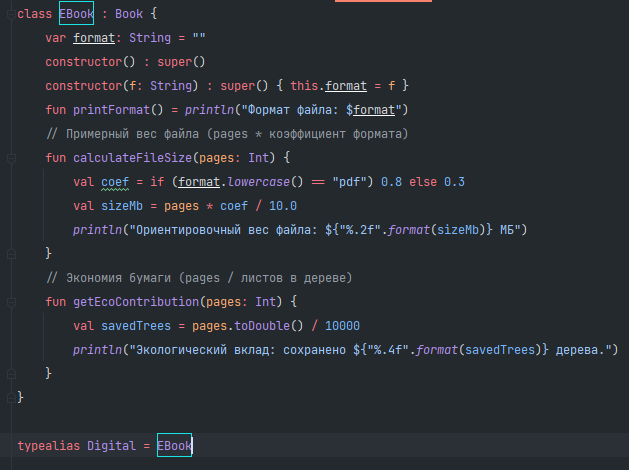 class EBook : Book {
    var format: String = ""
    constructor() : super()
    constructor(f: String) : super() { this.format = f }
    fun printFormat() = println("Формат файла: $format")
    // Примерный вес файла (pages * коэффициент формата)
    fun calculateFileSize(pages: Int) {
        val coef = if (format.lowercase() == "pdf") 0.8 else 0.3
        val sizeMb = pages * coef / 10.0
        println("Ориентировочный вес файла: ${"%.2f".format(sizeMb)} МБ")
    }
    // Экономия бумаги (pages / листов в дереве)
    fun getEcoContribution(pages: Int) {
        val savedTrees = pages.toDouble() / 10000
        println("Экологический вклад: сохранено ${"%.4f".format(savedTrees)} дерева.")
    }
}
typealias Digital = EBook